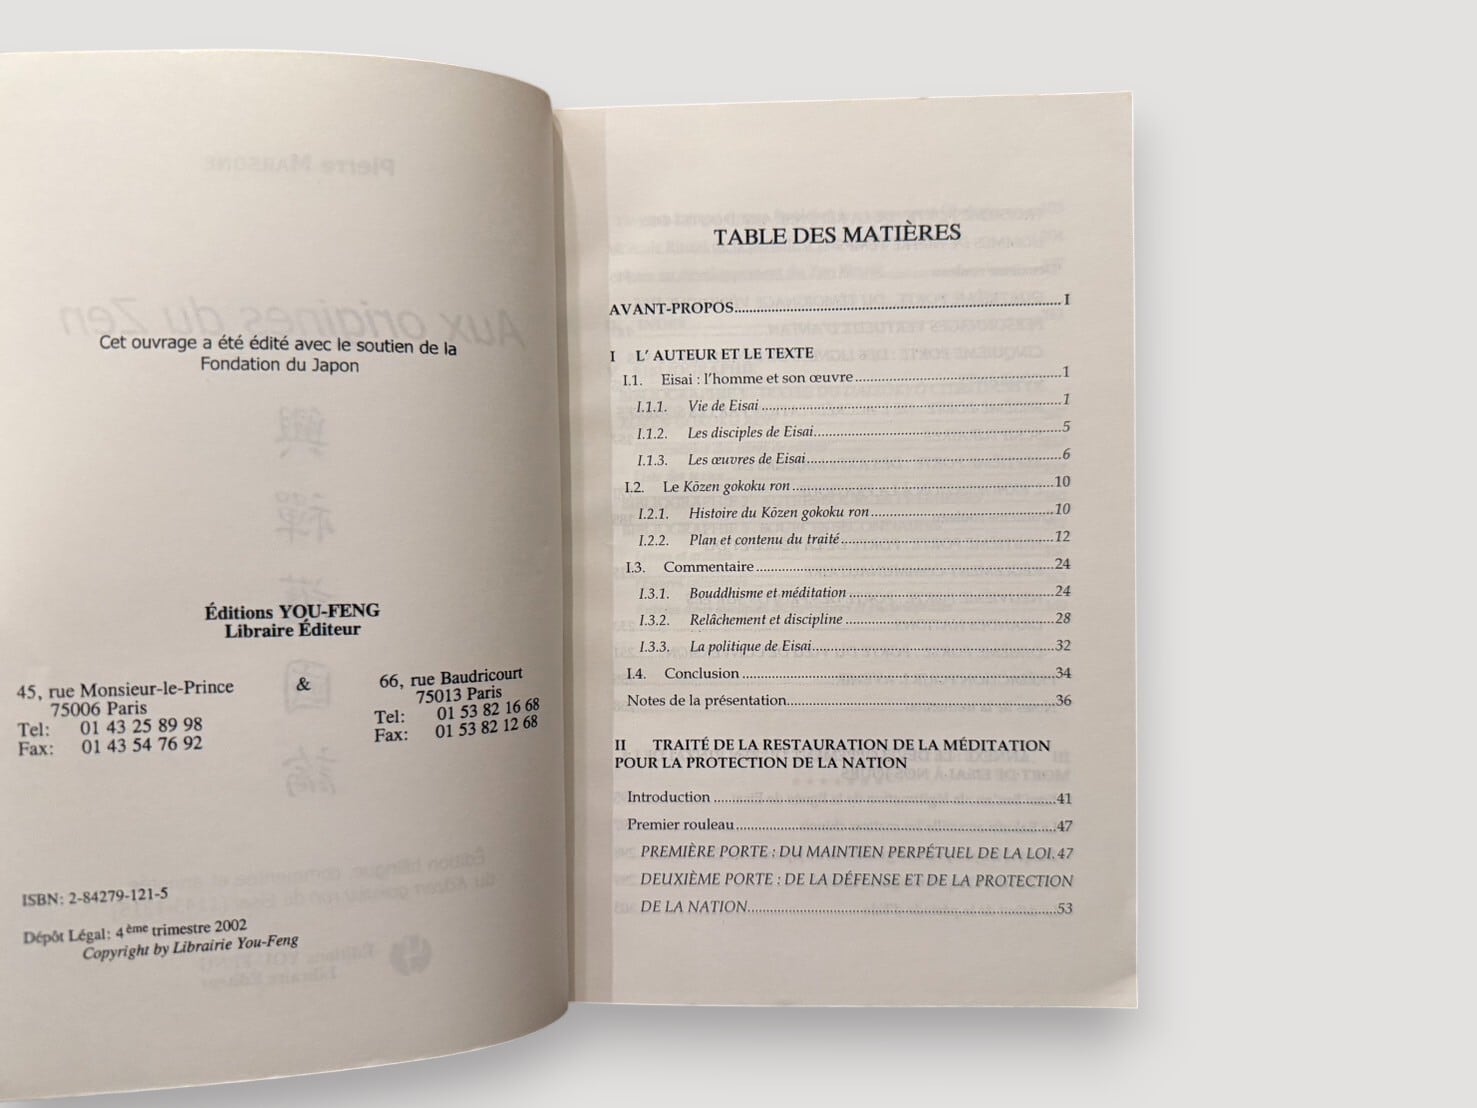 Cet ouvrage a été édité avec le soutien de la
Fondation du Japon
Éditions YOU-FENG
Libraire Éditeur
45, rue Monsieur-le-Prince
75006 Paris
Tel: 01 43 25 89 98
Fax: 01 43 54 76 92
&
66, rue Baudricourt
75013 Paris
Tel: 01 53 82 16 68
Fax: 01 53 82 12 68
ISBN: 2-84279-121-5
Dépôt Légal: 4ème trimestre 2002
Copyright by Librairie You-Feng
TABLE DES MATIÈRES
AVANT-PROPOS I
I L' AUTEUR ET LE TEXTE
I.1. Eisai : l'homme et son œuvre 1
I.1.1. Vie de Eisai 1
I.1.2. Les disciples de Eisai 5
I.1.3. Les œuvres de Eisai 6
I.2. Le Kōzen gokoku ron 10
I.2.1. Histoire du Kōzen gokoku ron 10
I.2.2. Plan et contenu du traité 12
I.3. Commentaire 24
I.3.1. Bouddhisme et méditation 24
I.3.2. Relâchement et discipline 28
I.3.3. La politique de Eisai 32
I.4. Conclusion 34
Notes de la présentation 36
II TRAITÉ DE LA RESTAURATION DE LA MÉDITATION
POUR LA PROTECTION DE LA NATION
Introduction 41
Premier rouleau 47
PREMIÈRE PORTE : DU MAINTIEN PERPÉTUEL DE LA LOI. 47
DEUXIÈME PORTE : DE LA DÉFENSE ET DE LA PROTECTION
DE LA NATION 53